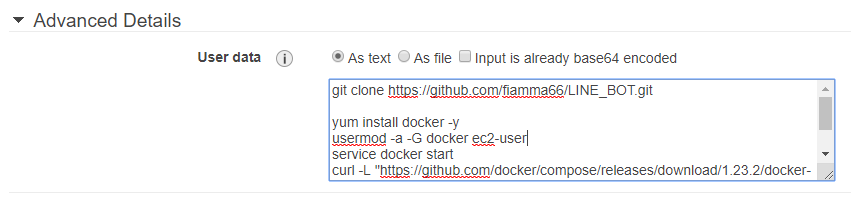 Advanced Details
User data i As text As file Input is already base64 encoded
git clone https://github.com/fiamma66/LINE_BOT.git
yum install docker -y
usermod -a -G docker ec2-user
service docker start
curl -L "https://github.com/docker/compose/releases/download/1.23.2/docker-